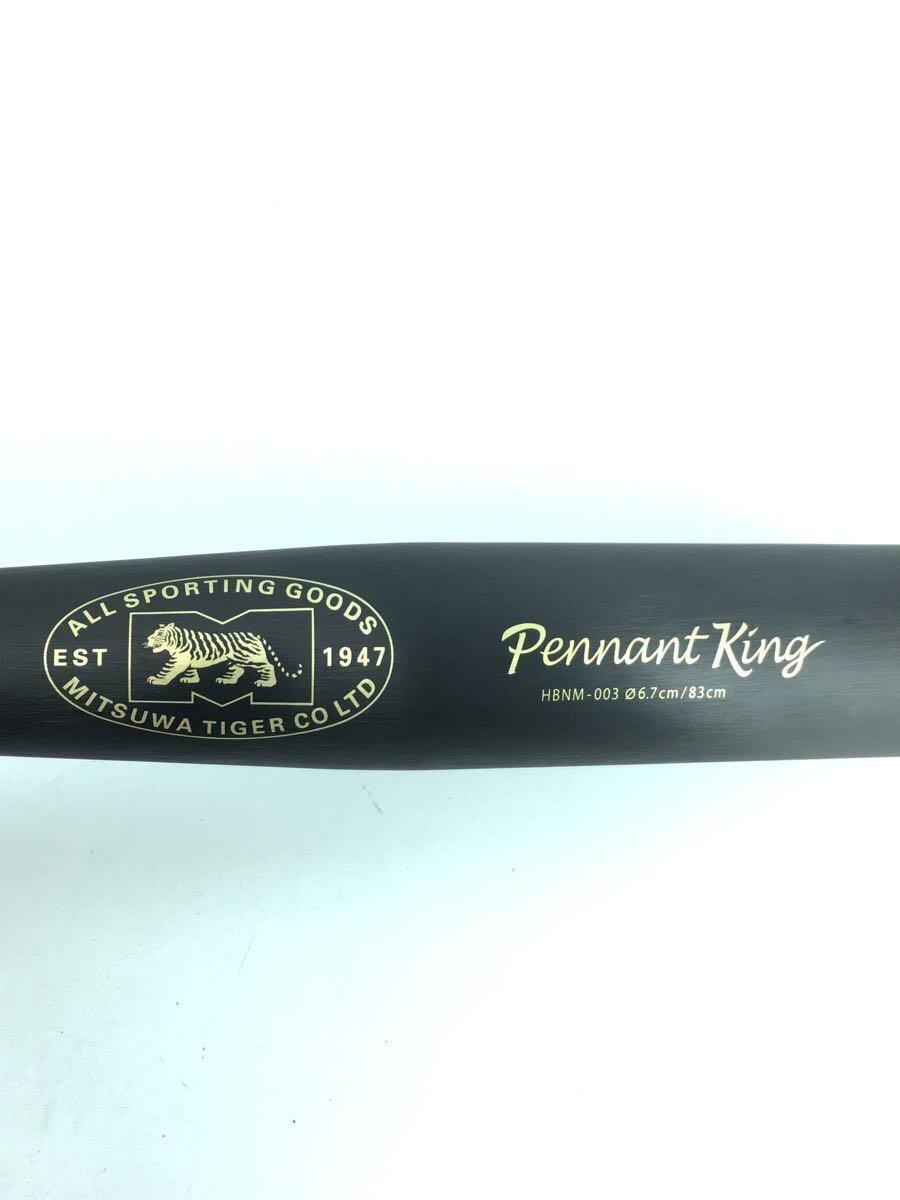 ALL SPORTING GOODS
EST 1947
MITSUWA TIGER CO LTD
Pennant King
HBNM-003 Ø6.7cm/83cm